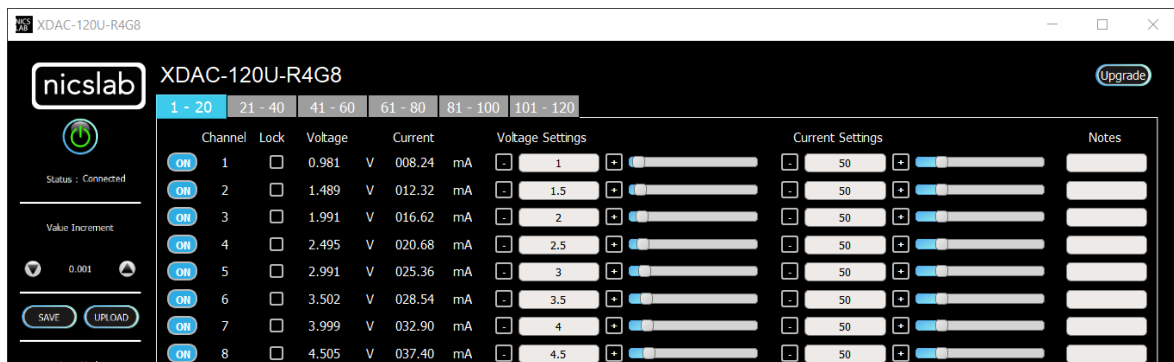 NICS LAB XDAC-120U-R4G8
nicslab XDAC-120U-R4G8 Upgrade
1 - 20 21 - 40 41 - 60 61 - 80 81 - 100 101 - 120
Channel Lock Voltage Current Voltage Settings Current Settings Notes
ON 1 0.981 V 008.24 mA - 1 + - 50 +
Status : Connected
ON 2 1.489 V 012.32 mA - 1.5 + - 50 +
ON 3 1.991 V 016.62 mA - 2 + - 50 +
Value Increment
ON 4 2.495 V 020.68 mA - 2.5 + - 50 +
0.001
ON 5 2.991 V 025.36 mA - 3 + - 50 +
ON 6 3.502 V 028.54 mA - 3.5 + - 50 +
SAVE UPLOAD
ON 7 3.999 V 032.90 mA - 4 + - 50 +
ON 8 4.505 V 037.40 mA - 4.5 + - 50 +